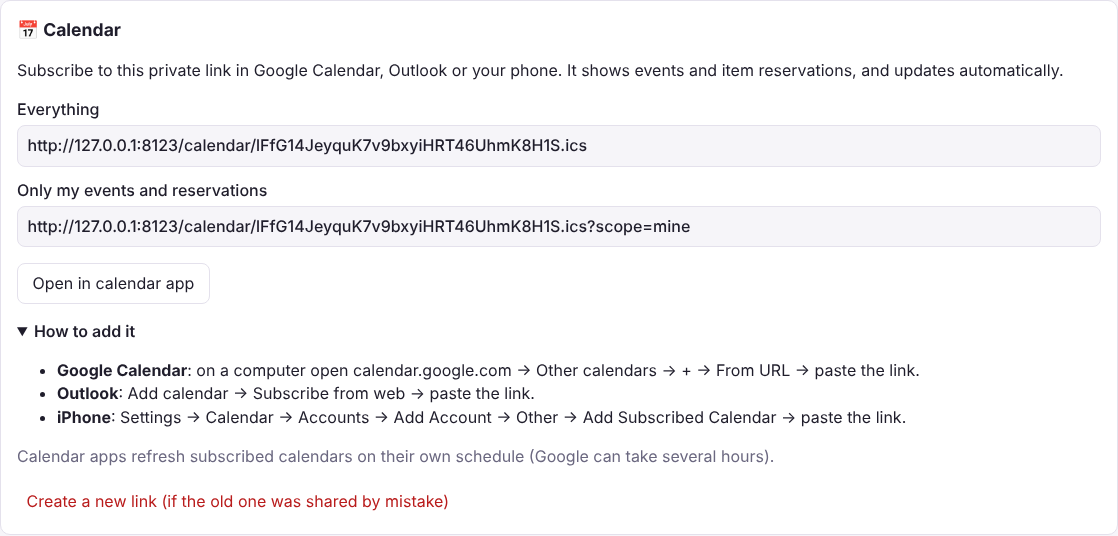 📅 Calendar
Subscribe to this private link in Google Calendar, Outlook or your phone. It shows events and item reservations, and updates automatically.
Everything
http://127.0.0.1:8123/calendar/lFfG14JeyquK7v9bxyiHRT46UhmK8H1S.ics
Only my events and reservations
http://127.0.0.1:8123/calendar/lFfG14JeyquK7v9bxyiHRT46UhmK8H1S.ics?scope=mine
Open in calendar app
▼ How to add it
• Google Calendar: on a computer open calendar.google.com → Other calendars → + → From URL → paste the link.
• Outlook: Add calendar → Subscribe from web → paste the link.
• iPhone: Settings → Calendar → Accounts → Add Account → Other → Add Subscribed Calendar → paste the link.
Calendar apps refresh subscribed calendars on their own schedule (Google can take several hours).
Create a new link (if the old one was shared by mistake)